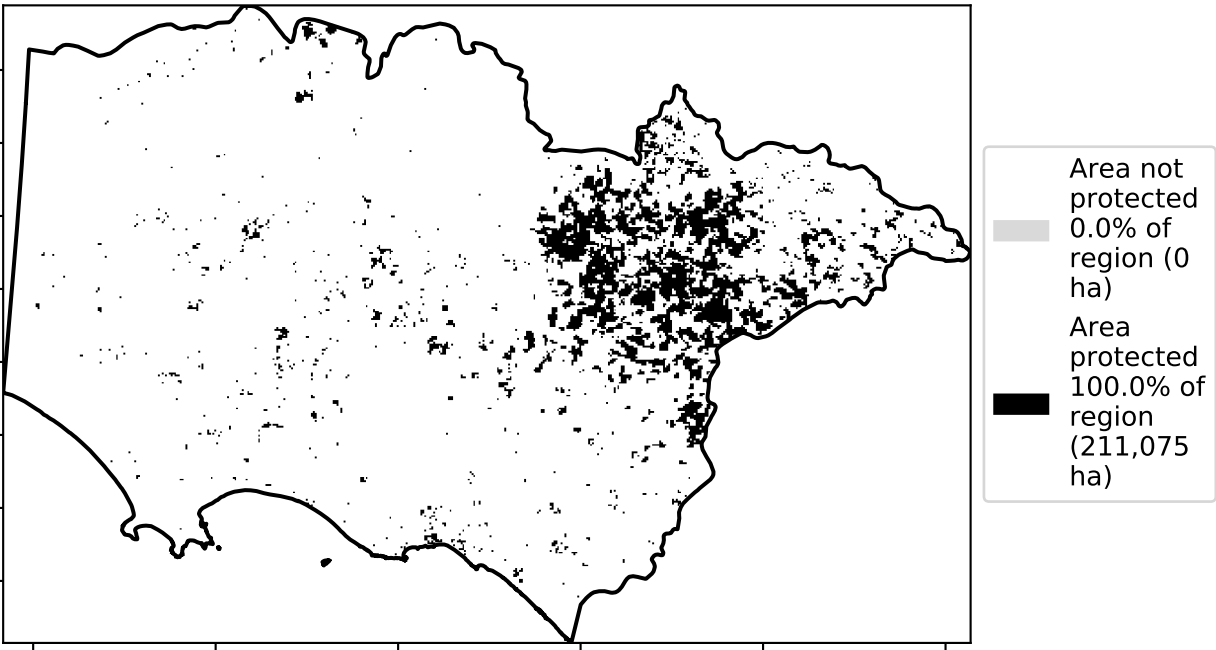 Area not
protected
0.0% of
region (0
ha)
Area
protected
100.0% of
region
(211,075
ha)